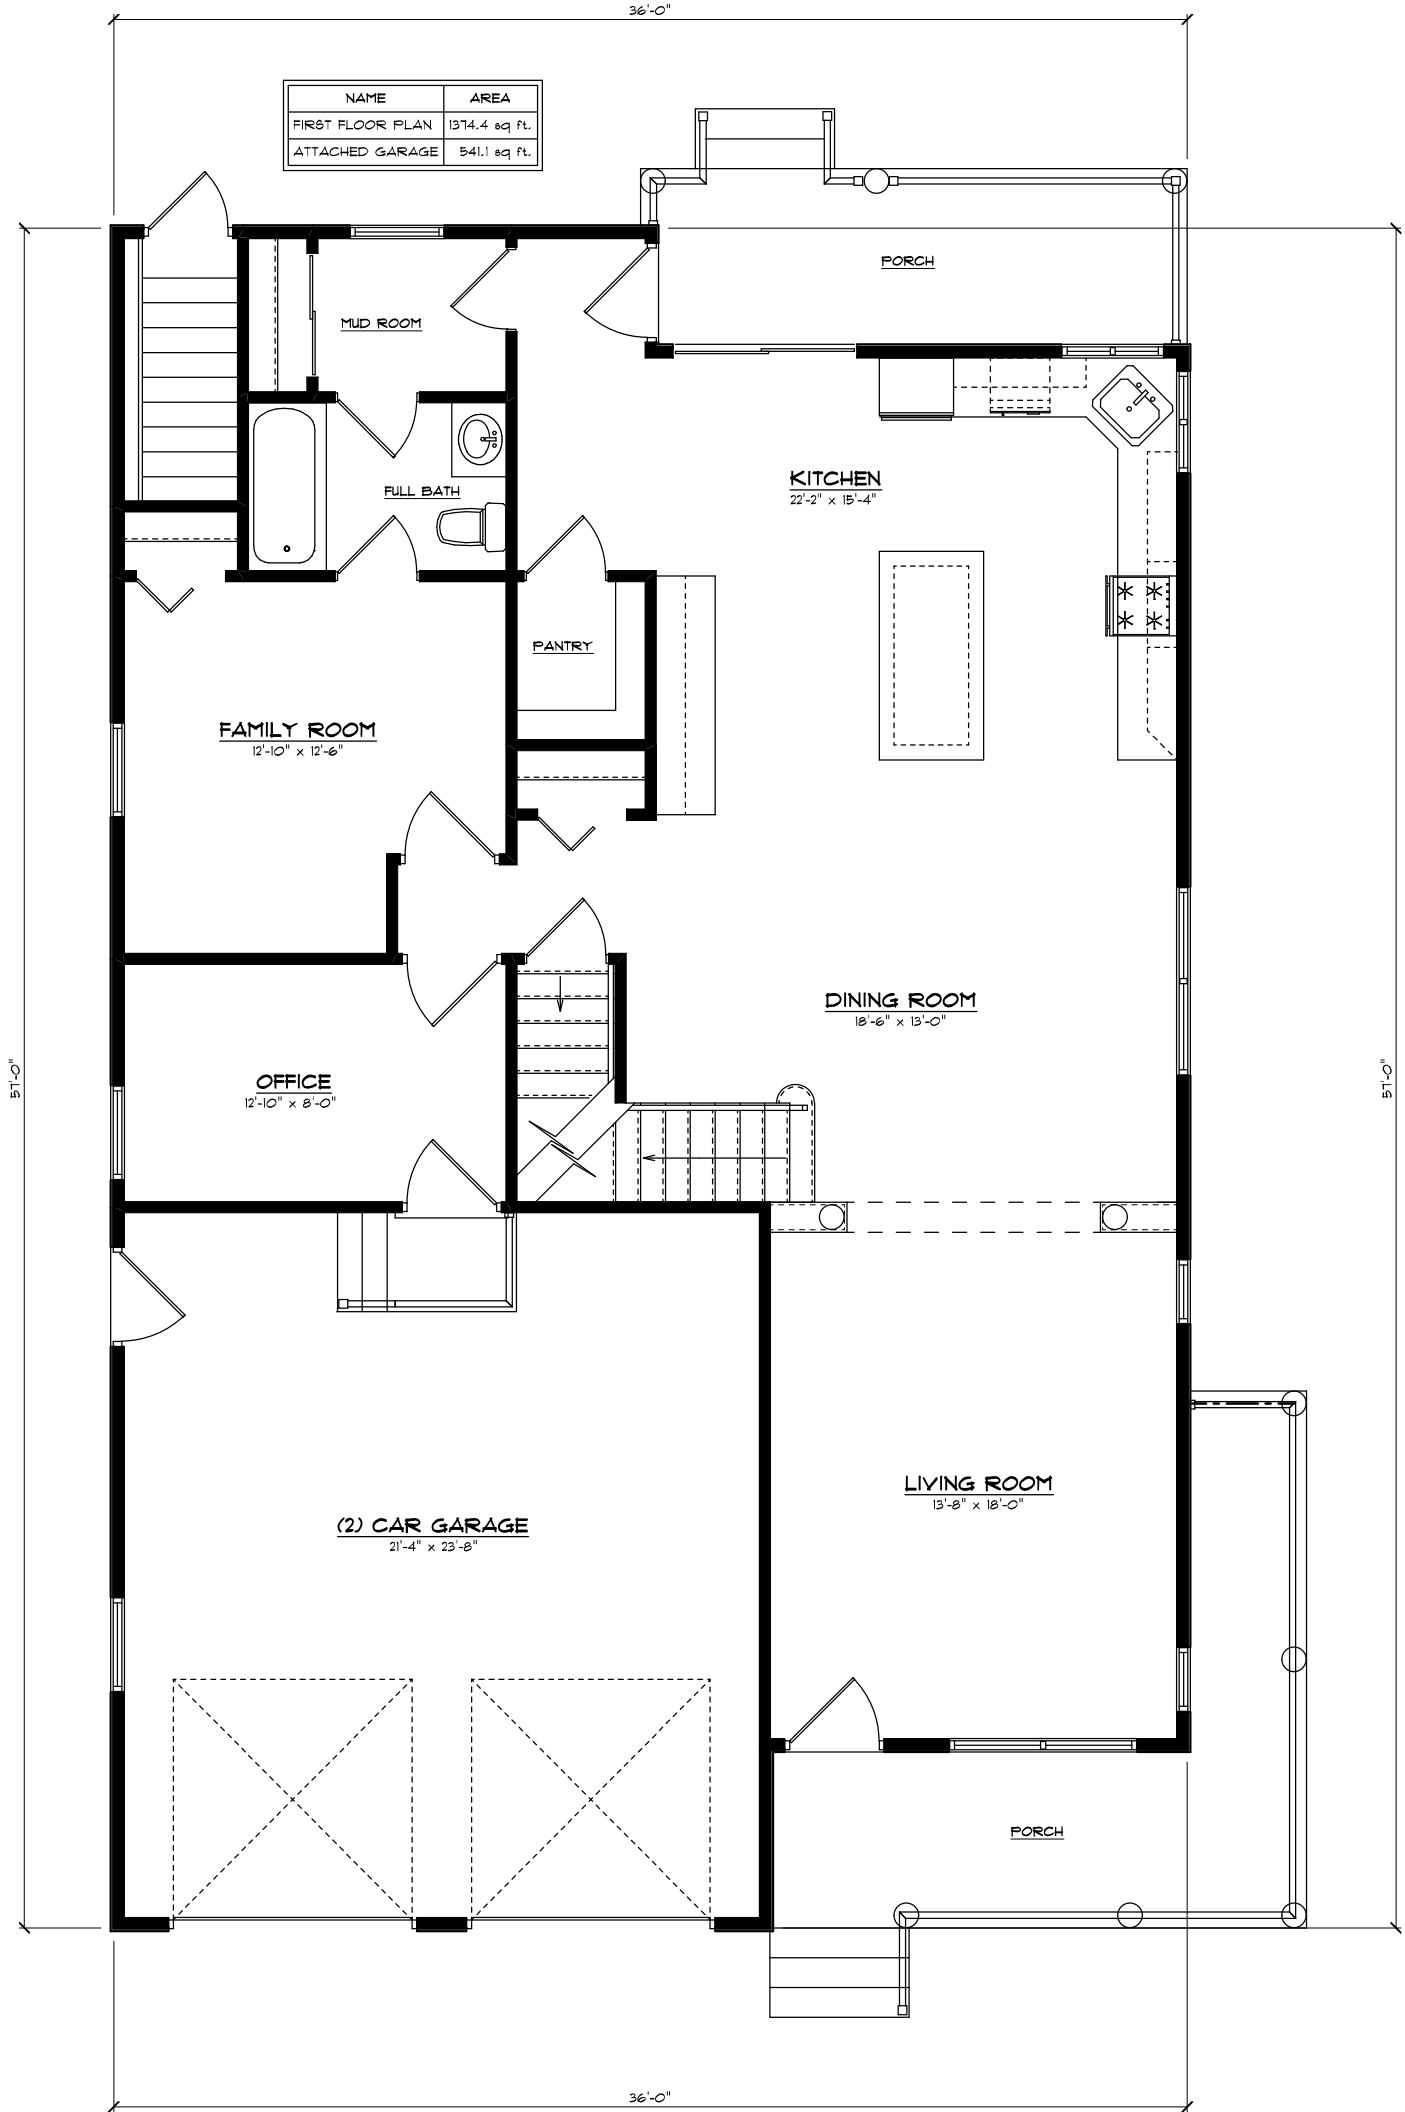 36'-0"
NAME AREA
FIRST FLOOR PLAN 1374.4 sq ft.
ATTACHED GARAGE 541.1 sq ft.
PORCH
MUD ROOM
KITCHEN
22'-2" x 15'-4"
FULL BATH
PANTRY
FAMILY ROOM
12'-10" x 12'-6"
DINING ROOM
18'-6" x 13'-0"
57'-0"
57'-0"
OFFICE
12'-10" x 8'-0"
LIVING ROOM
13'-8" x 18'-0"
(2) CAR GARAGE
21'-4" x 23'-8"
PORCH
36'-0"